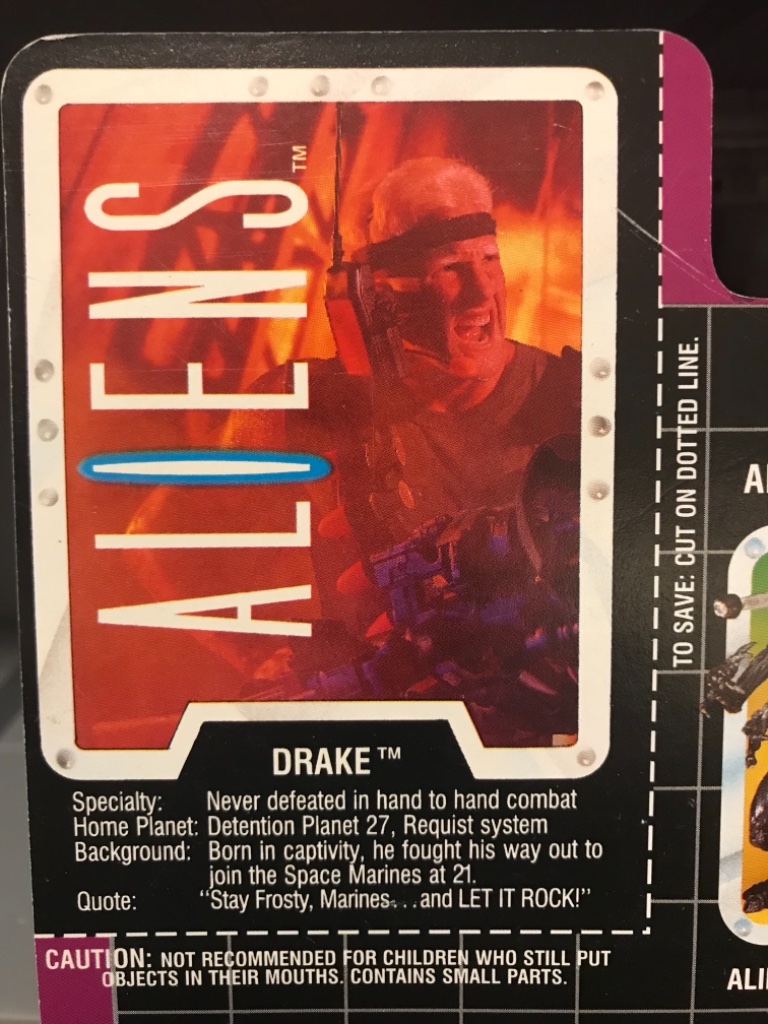 ALIENS™
DRAKE™
Specialty: Never defeated in hand to hand combat
Home Planet: Detention Planet 27, Requist system
Background: Born in captivity, he fought his way out to
join the Space Marines at 21.
Quote: "Stay Frosty, Marines...and LET IT ROCK!"
CAUTION: NOT RECOMMENDED FOR CHILDREN WHO STILL PUT
OBJECTS IN THEIR MOUTHS. CONTAINS SMALL PARTS.
TO SAVE: CUT ON DOTTED LINE.